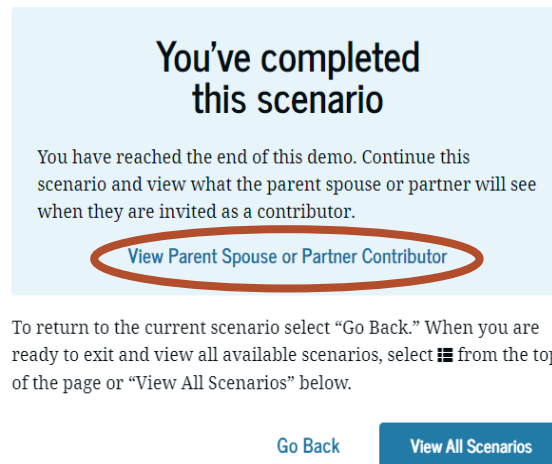 You've completed
this scenario
You have reached the end of this demo. Continue this
scenario and view what the parent spouse or partner will see
when they are invited as a contributor.
View Parent Spouse or Partner Contributor
To return to the current scenario select “Go Back.” When you are
ready to exit and view all available scenarios, select from the top
of the page or “View All Scenarios” below.
Go Back
View All Scenarios